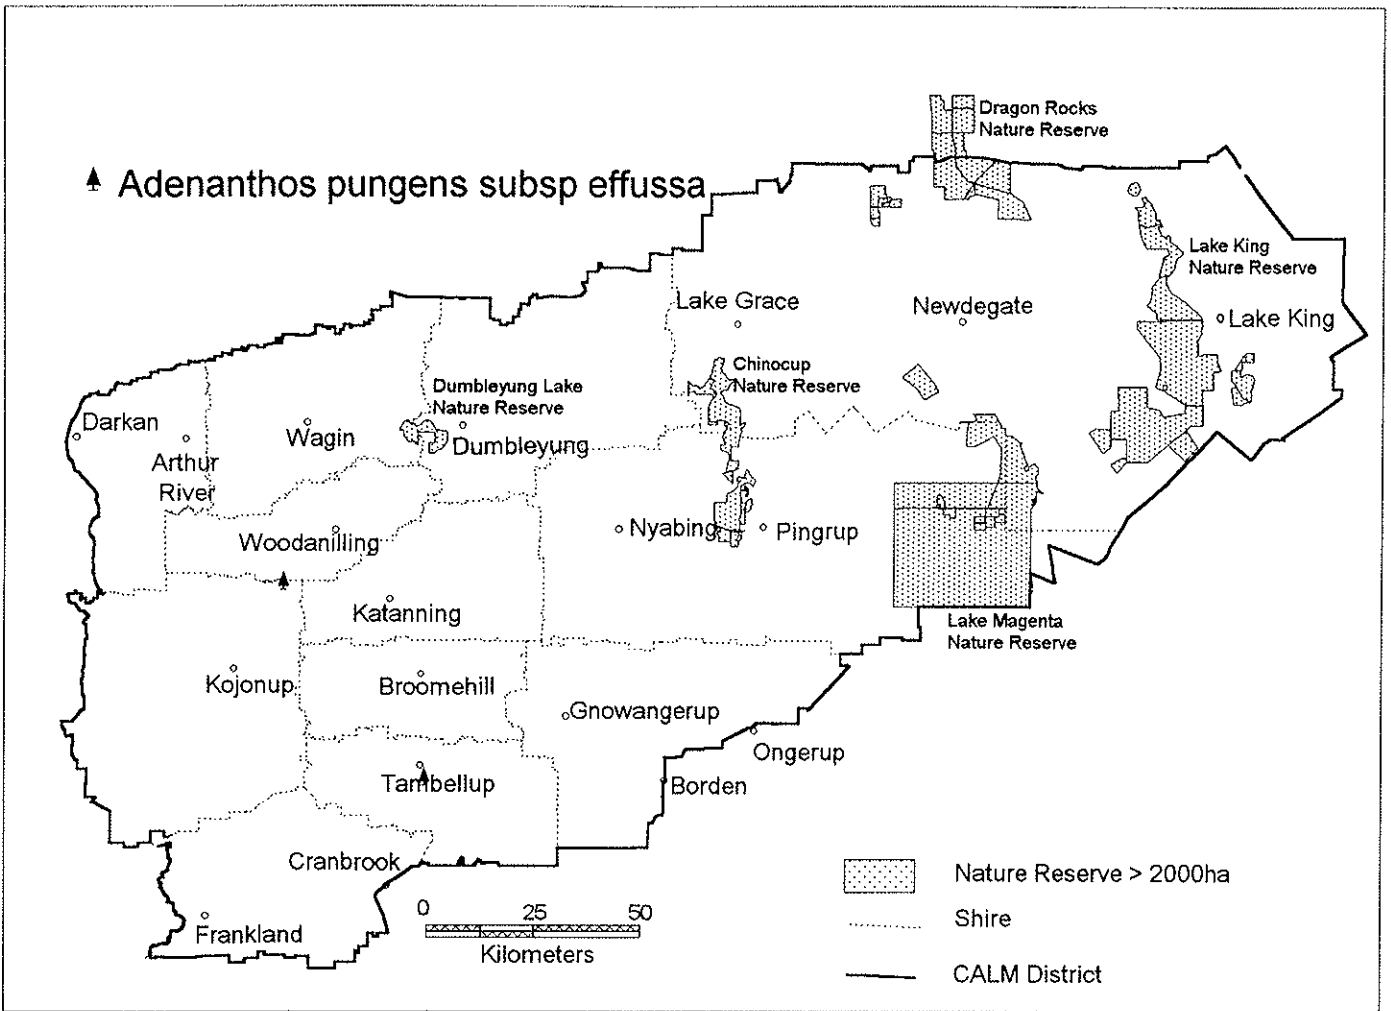 Dragon Rocks
Nature Reserve
Adenanthos pungens subsp effussa
Lake King
Nature Reserve
Lake Grace
Newdegate
Lake King
Chinocup
Nature Reserve
Dumbleyung Lake
Nature Reserve
Darkan
Wagin
Dumbleyung
Arthur
River
Woodanilling
Nyabing
Pingrup
Katanning
Lake Magenta
Nature Reserve
Kojonup
Broomehill
Gnowangerup
Ongerup
Tambellup
Borden
Cranbrook
Frankland
0 25 50
Kilometers
Nature Reserve > 2000ha
Shire
CALM District